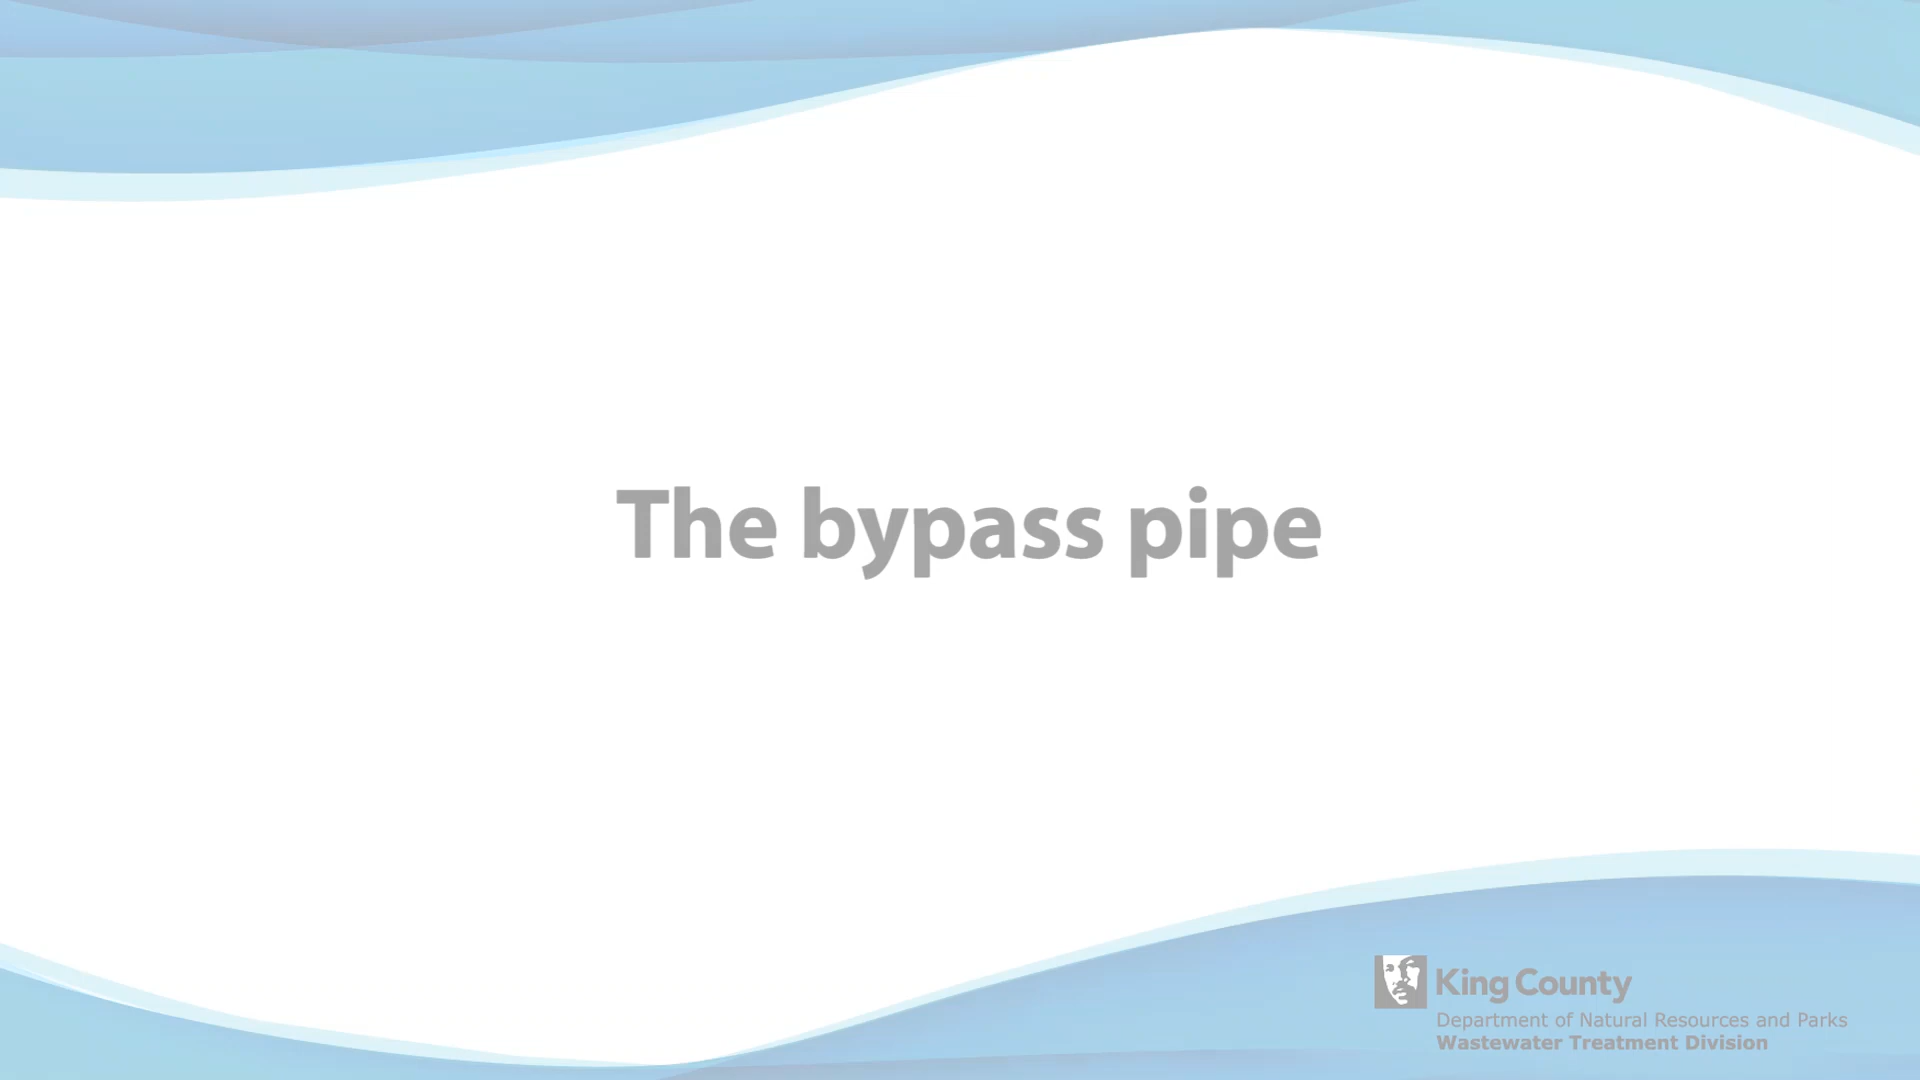 The bypass pipe
King County
Department of Natural Resources and Parks
Wastewater Treatment Division